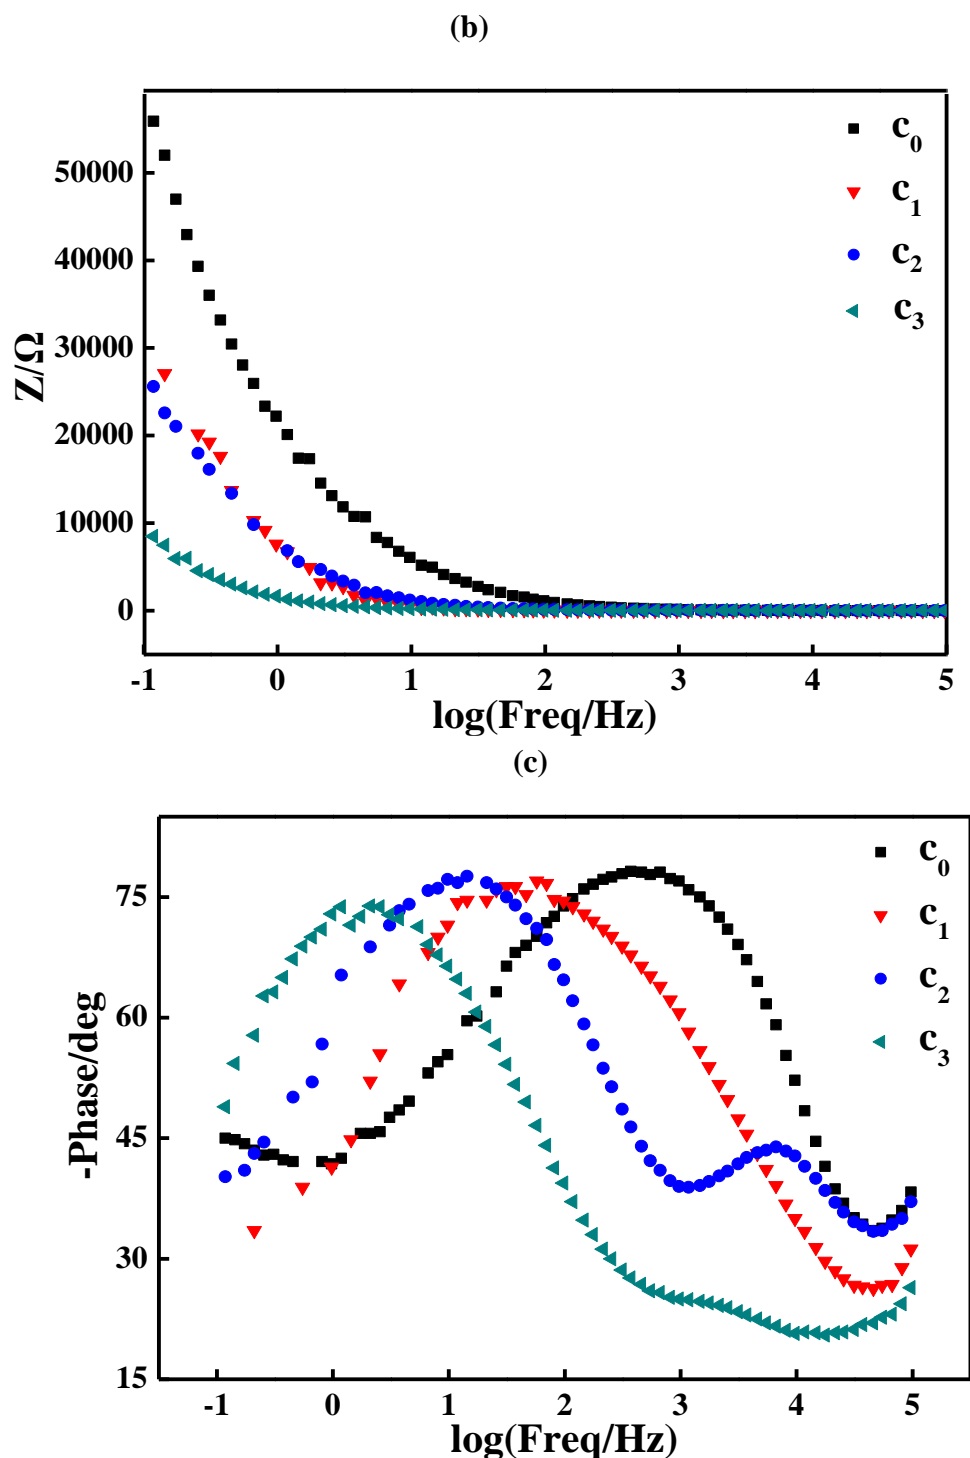 (b)
c0
c1
c2
c3
50000
40000
30000
20000
10000
0
Z/Ω
-1 0 1 2 3 4 5
log(Freq/Hz)
(c)
c0
c1
c2
c3
75
60
45
30
15
-Phase/deg
-1 0 1 2 3 4 5
log(Freq/Hz)